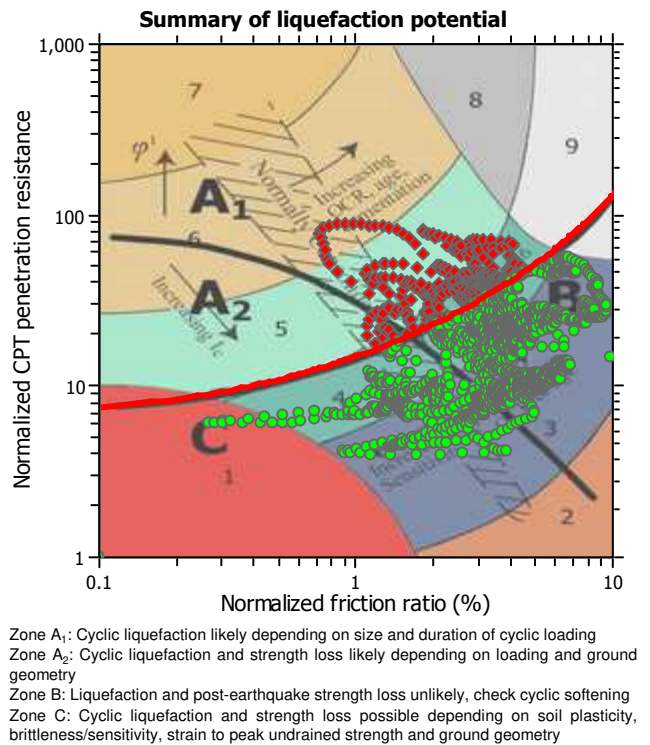 Summary of liquefaction potential
1,000
100
10
1
Normalized CPT penetration resistance
7
8
9
φ'
A1
Normally
Increasing
OCR, age,
6
A2
Increasing Ic
5
B
4
C
1
3
2
0.1
1
10
Normalized friction ratio (%)
Zone A1: Cyclic liquefaction likely depending on size and duration of cyclic loading
Zone A2: Cyclic liquefaction and strength loss likely depending on loading and ground
geometry
Zone B: Liquefaction and post-earthquake strength loss unlikely, check cyclic softening
Zone C: Cyclic liquefaction and strength loss possible depending on soil plasticity,
brittleness/sensitivity, strain to peak undrained strength and ground geometry